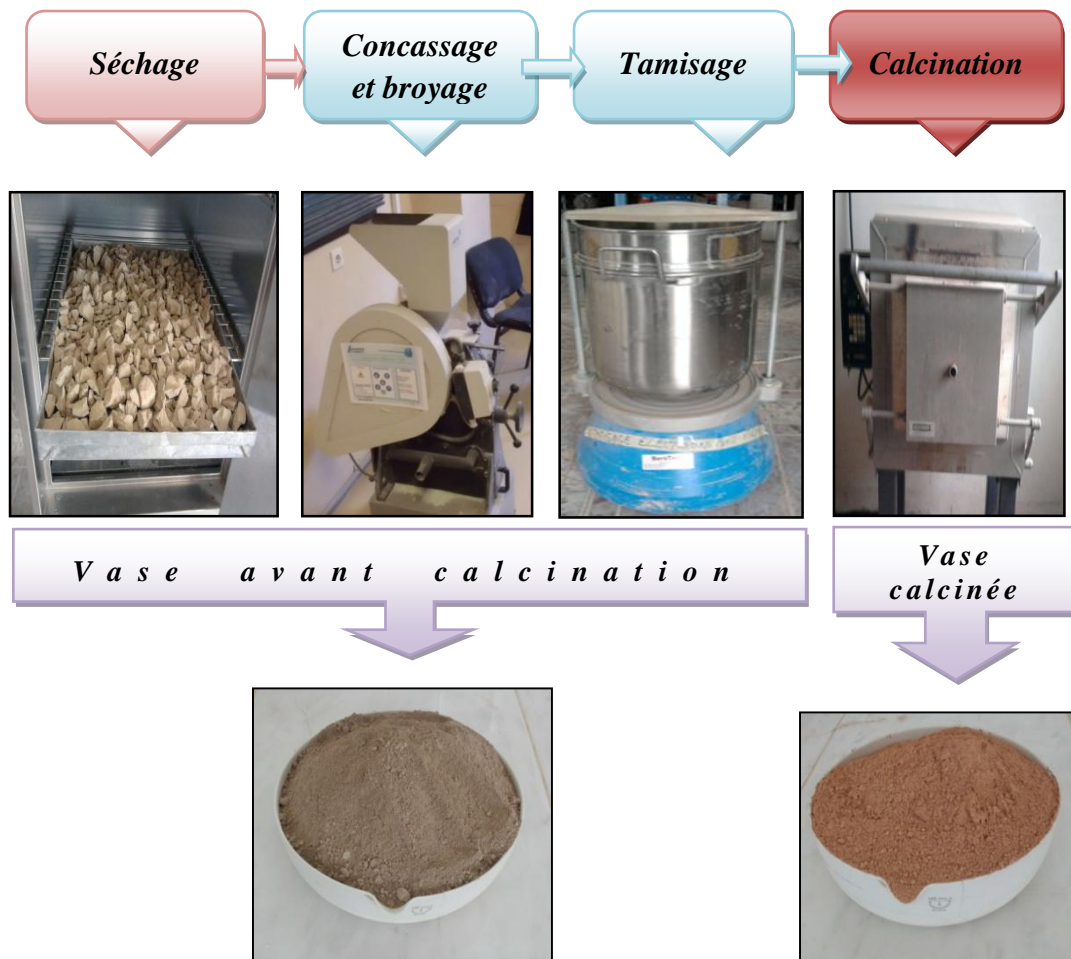 Séchage
Concassage
et broyage
Tamisage
Calcination
Vase avant calcination
Vase
calcinée